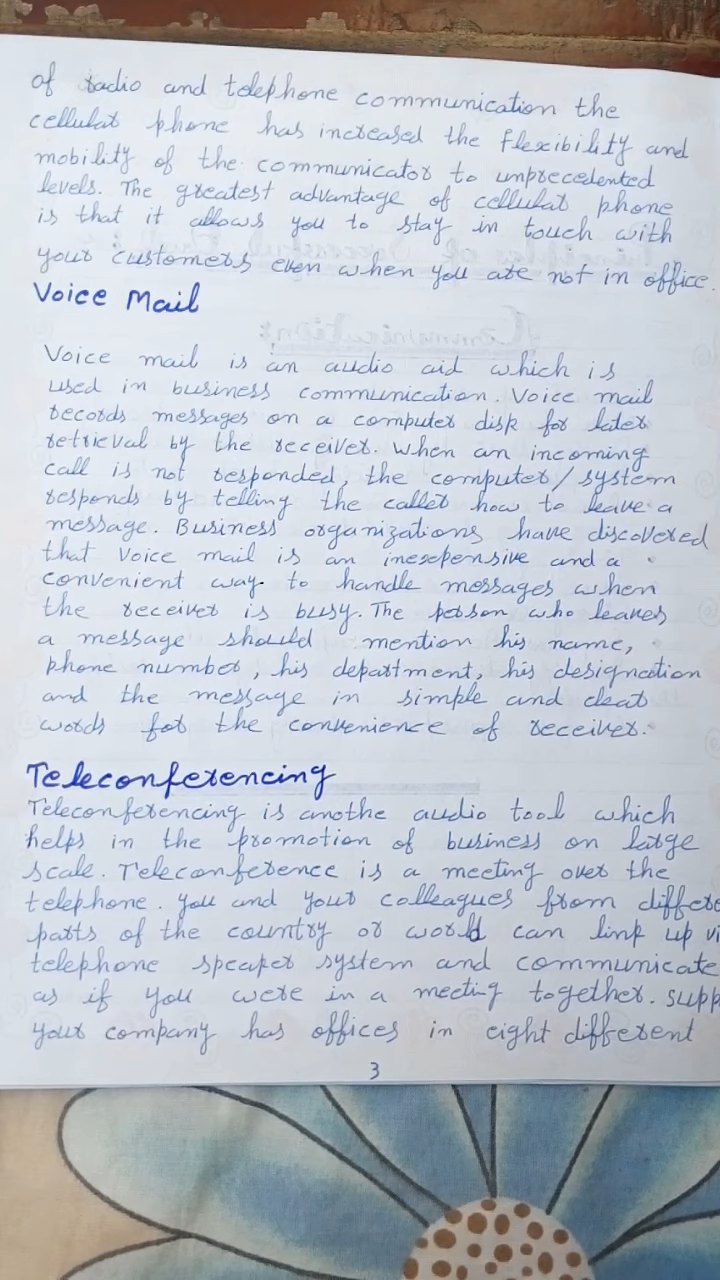 of radio and telephone communication the
cellular phone has increased the flexibility and
mobility of the communicator to unprecedented
levels. The greatest advantage of cellular phone
is that it allows you to stay in touch with
your customers even when you are not in office.
Voice Mail
Voice mail is an audio aid which is
used in business communication. Voice mail
records messages on a computer disk for later
retrieval by the receiver. When an incoming
call is not responded, the computer/system
responds by telling the caller how to leave a
message. Business organizations have discovered
that Voice mail is an inexepensive and a
convenient way to handle messages when
the receiver is busy. The person who leaves
a message should mention his name,
phone number, his department, his designation
and the message in simple and clear
words for the convenience of receiver.
Teleconferencing
Teleconferencing is anothe audio tool which
helps in the promotion of business on large
scale. Teleconference is a meeting over the
telephone. you and your colleagues from differe
parts of the country or world can link up vi
telephone speaker system and communicate
as if you were in a meeting together. supp
your company has offices in eight different
3